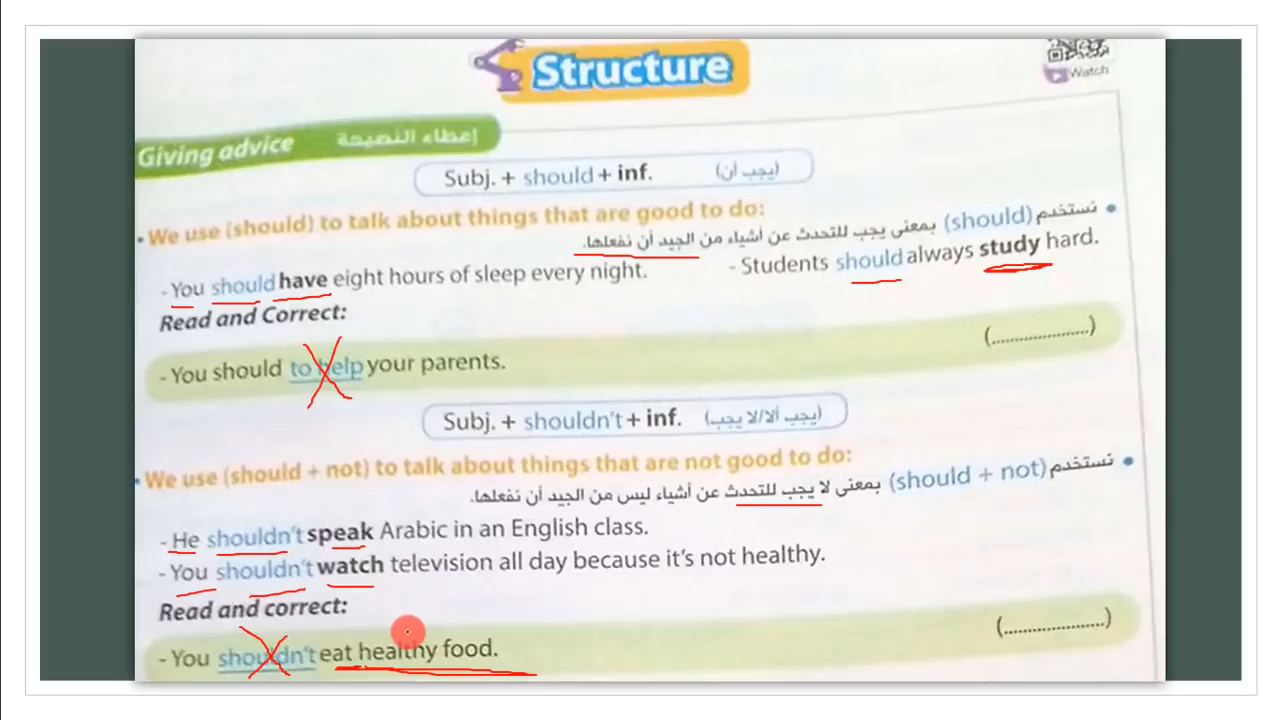 Structure
Watch
Giving advice إعطاء النصيحة
Subj. + should + inf. (يجب أن)
• We use (should) to talk about things that are good to do:
• نستخدم (should) بمعنى يجب للتحدث عن أشياء من الجيد أن نفعلها.
- You should have eight hours of sleep every night. - Students should always study hard.
Read and Correct:
- You should to help your parents. (....................)
Subj. + shouldn't + inf. (يجب ألا/لا يجب)
• We use (should + not) to talk about things that are not good to do:
• نستخدم (should + not) بمعنى لا يجب للتحدث عن أشياء ليس من الجيد أن نفعلها.
- He shouldn't speak Arabic in an English class.
- You shouldn't watch television all day because it's not healthy.
Read and correct:
- You shouldn't eat healthy food. (....................)